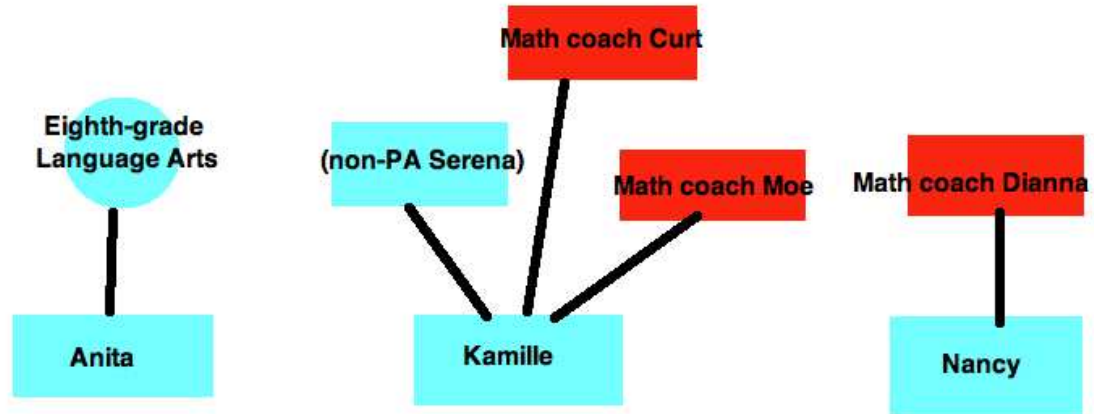 Math coach Curt
Eighth-grade
Language Arts
(non-PA Serena)
Math coach Moe
Math coach Dianna
Anita
Kamille
Nancy